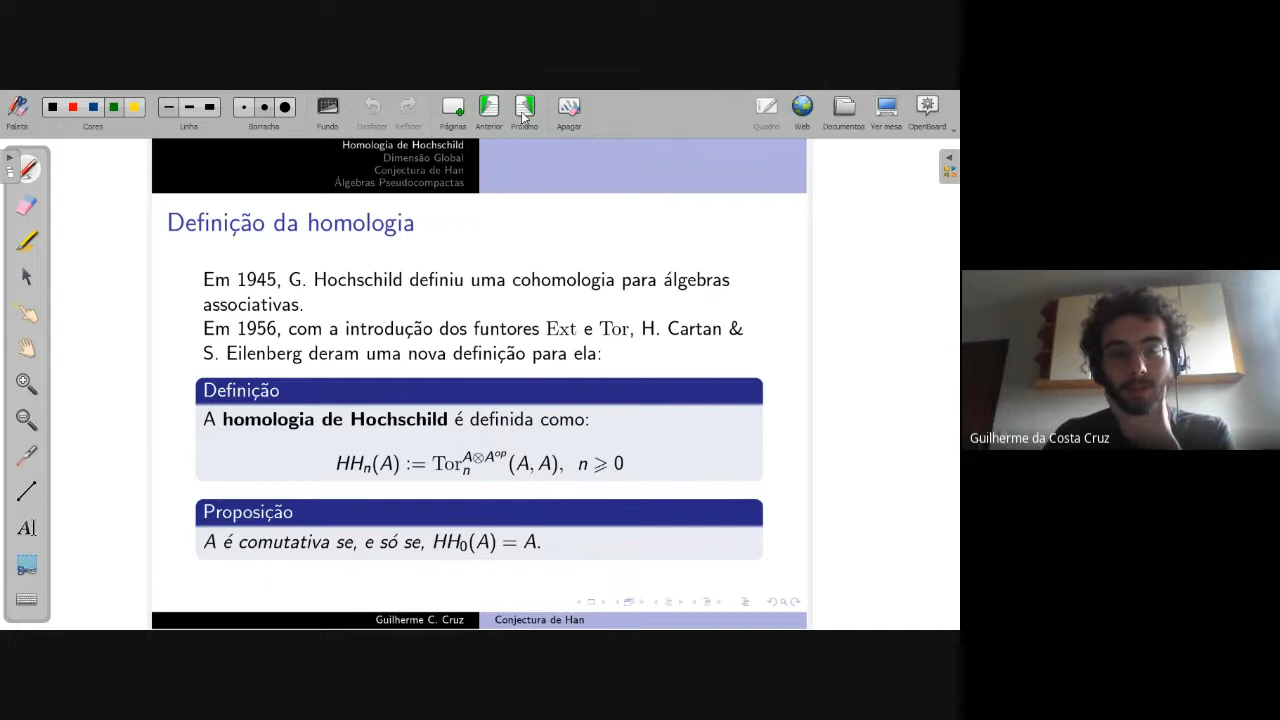 Paleta
Cores
Linha
Borracha
Fundo
Desfazer
Refazer
Páginas
Anterior
Próximo
Apagar
Quadro
Web
Documentos
Ver mesa
OpenBoard
Homologia de Hochschild
Dimensão Global
Conjectura de Han
Álgebras Pseudocompactas
Definição da homologia
Em 1945, G. Hochschild definiu uma cohomologia para álgebras
associativas.
Em 1956, com a introdução dos funtores Ext e Tor, H. Cartan &
S. Eilenberg deram uma nova definição para ela:
Definição
A homologia de Hochschild é definida como:
HHₙ(A) := Torₙ^{A⊗A^{op}}(A, A), n ⩾ 0
Proposição
A é comutativa se, e só se, HH₀(A) = A.
Guilherme C. Cruz
Conjectura de Han
Guilherme da Costa Cruz